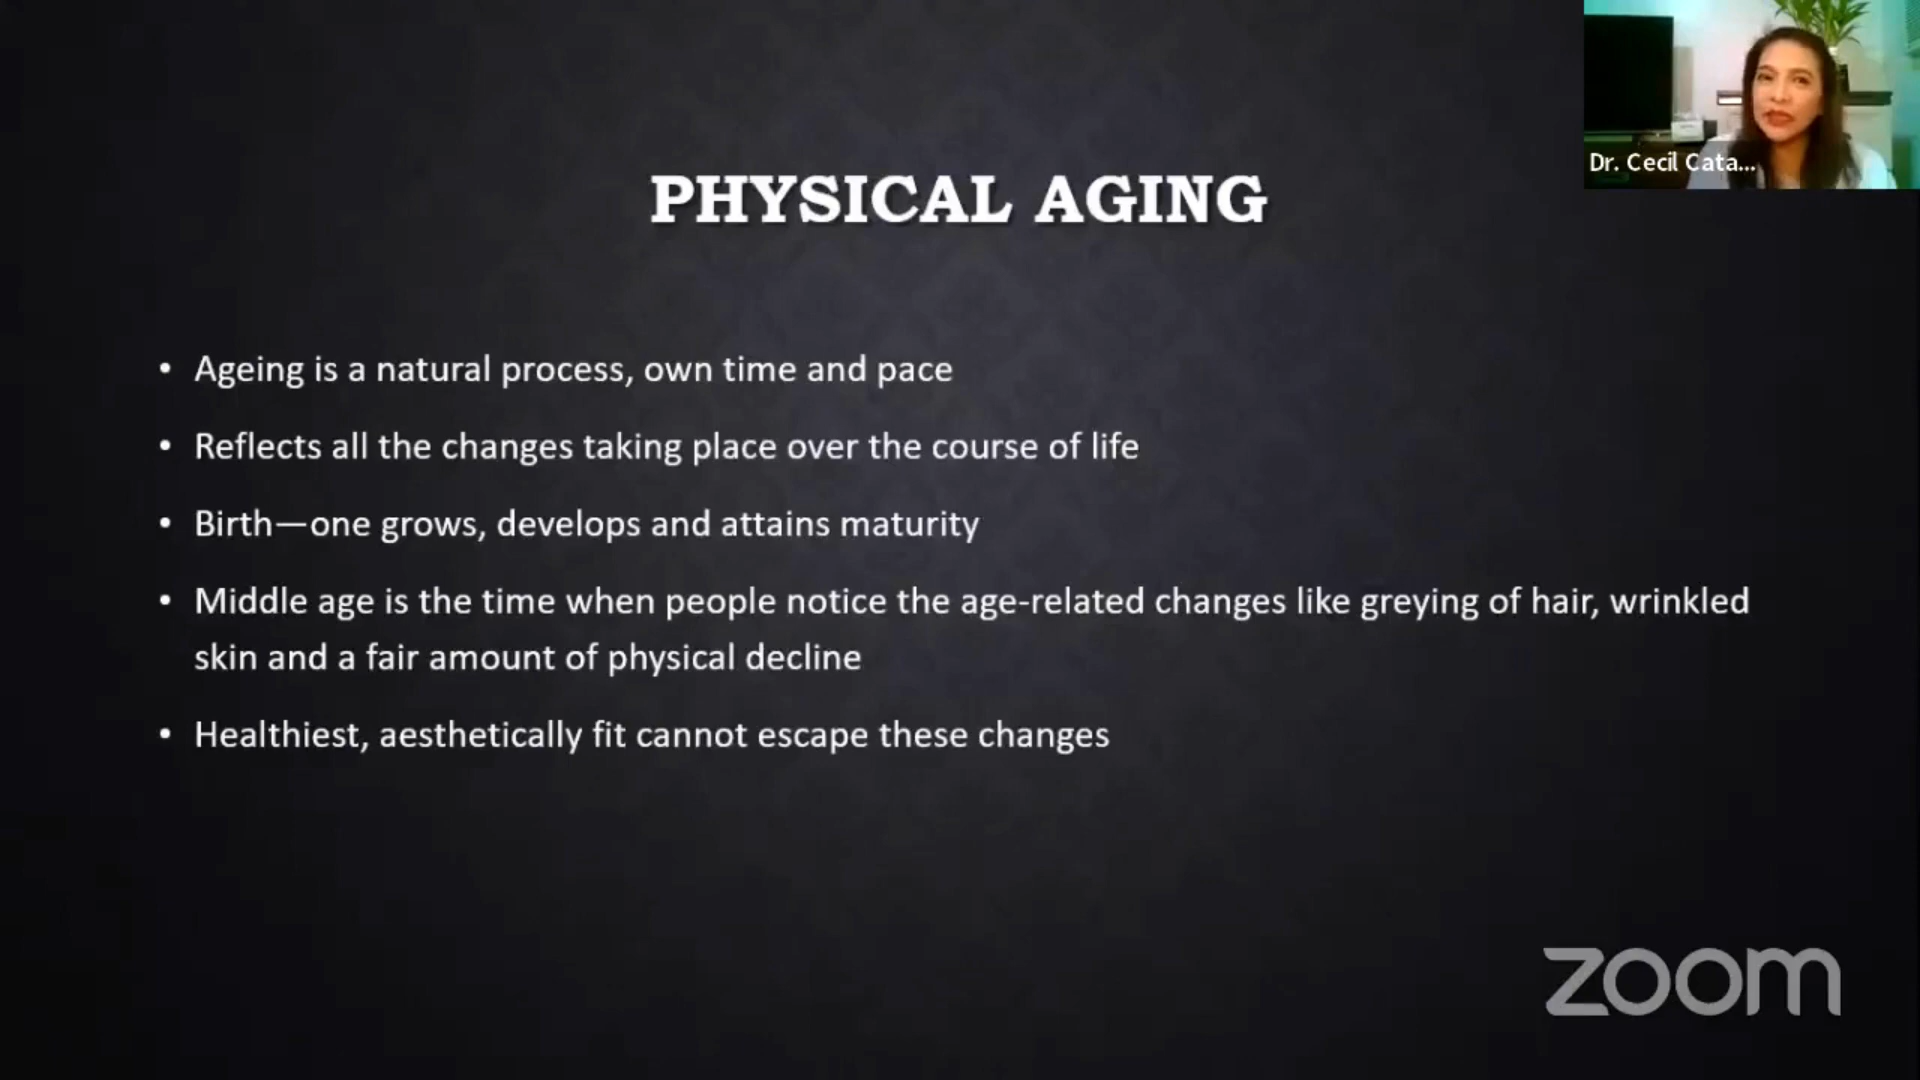 Dr. Cecil Cata...
PHYSICAL AGING
• Ageing is a natural process, own time and pace
• Reflects all the changes taking place over the course of life
• Birth—one grows, develops and attains maturity
• Middle age is the time when people notice the age-related changes like greying of hair, wrinkled
skin and a fair amount of physical decline
• Healthiest, aesthetically fit cannot escape these changes
zoom